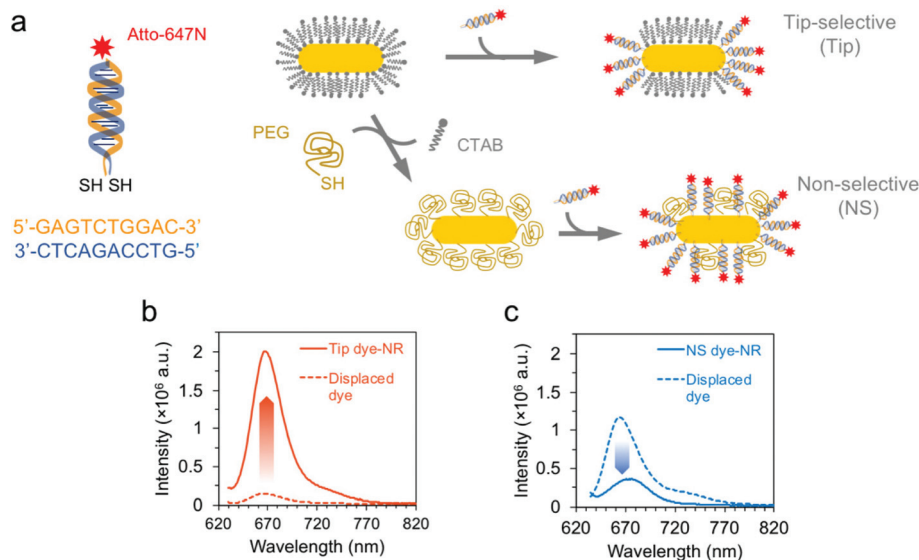 a
Atto-647N
SH SH
5'-GAGTCTGGAC-3'
3'-CTCAGACCTG-5'
Tip-selective
(Tip)
PEG
SH
CTAB
Non-selective
(NS)
b
Intensity (×10⁶ a.u.)
2
1.5
1
0.5
0
620 670 720 770 820
Wavelength (nm)
Tip dye-NR
Displaced
dye
c
Intensity (×10⁶ a.u.)
2
1.5
1
0.5
0
620 670 720 770 820
Wavelength (nm)
NS dye-NR
Displaced
dye